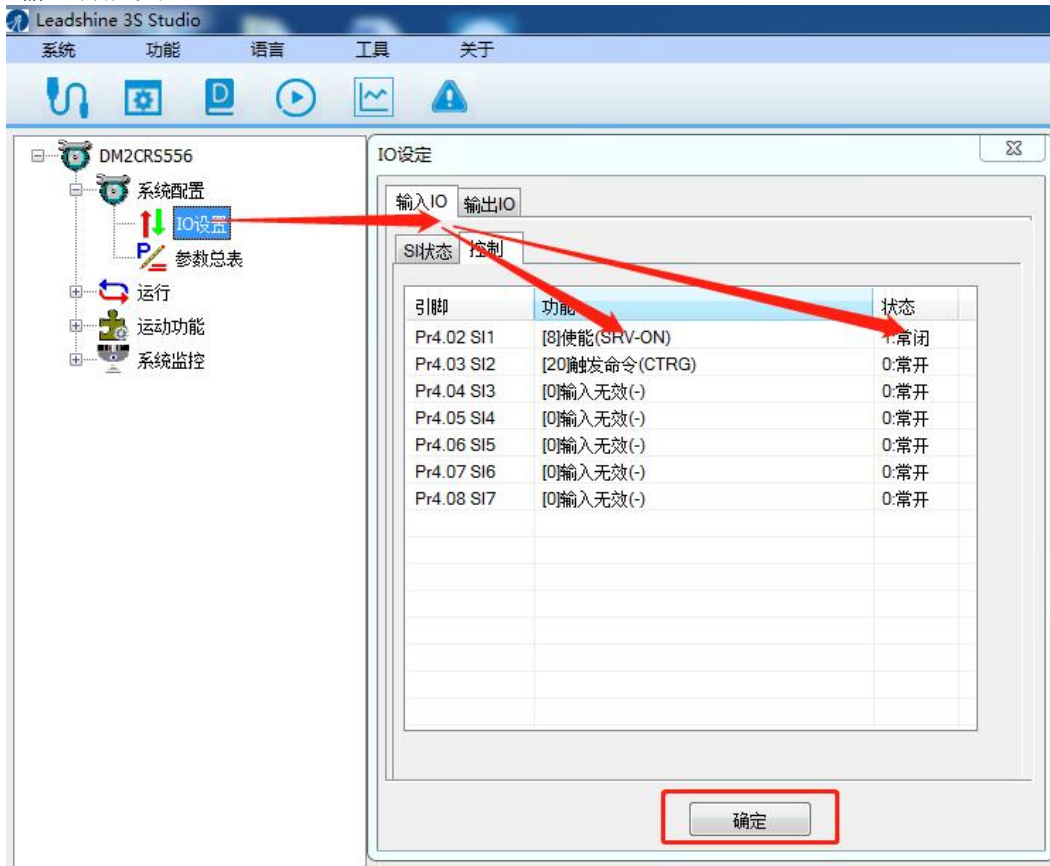 Leadshine 3S Studio
系统 功能 语言 工具 关于
DM2CRS556
系统配置
IO设置
参数总表
运行
运动功能
系统监控
IO设定
输入IO 输出IO
SI状态 控制
引脚 功能 状态
Pr4.02 SI1 [8]使能(SRV-ON) 1:常闭
Pr4.03 SI2 [20]触发命令(CTRG) 0:常开
Pr4.04 SI3 [0]输入无效(-) 0:常开
Pr4.05 SI4 [0]输入无效(-) 0:常开
Pr4.06 SI5 [0]输入无效(-) 0:常开
Pr4.07 SI6 [0]输入无效(-) 0:常开
Pr4.08 SI7 [0]输入无效(-) 0:常开
确定